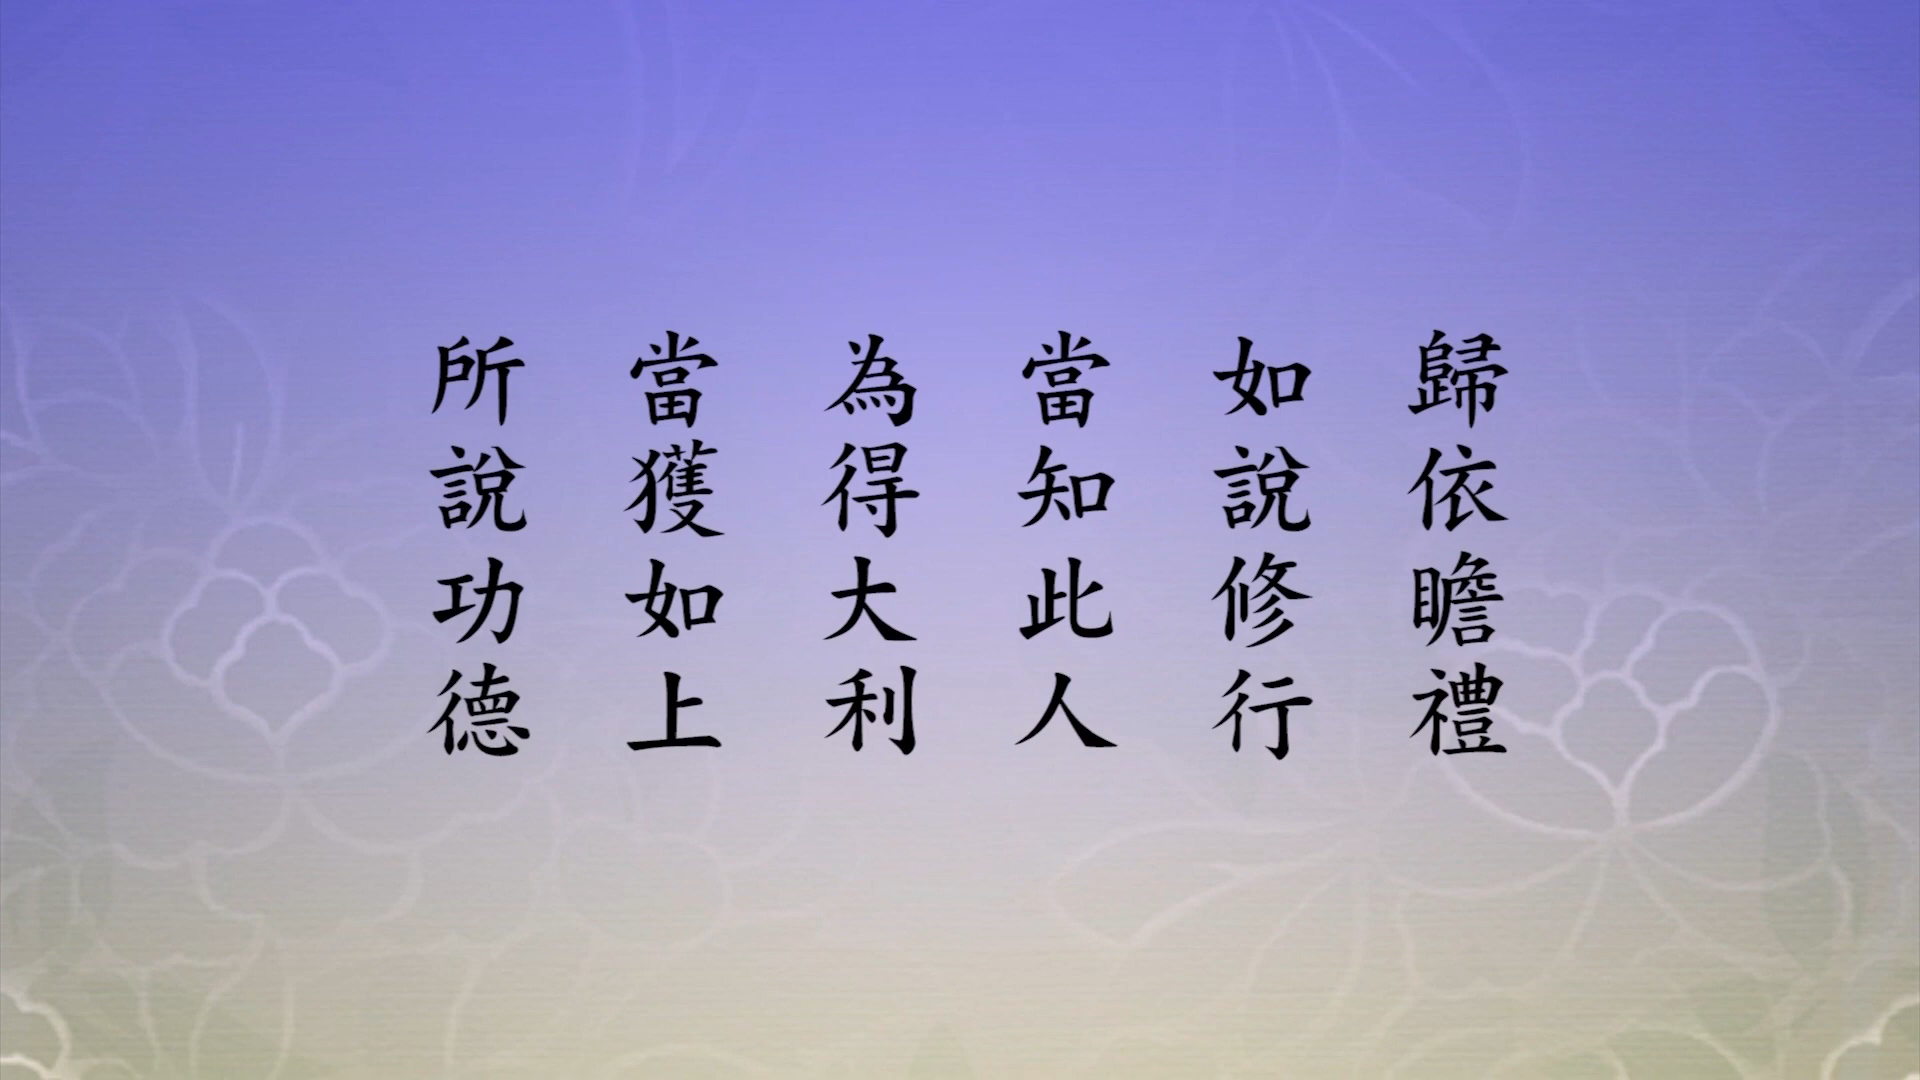 歸依瞻禮
如說修行
當知此人
為得大利
當獲如上
所說功德